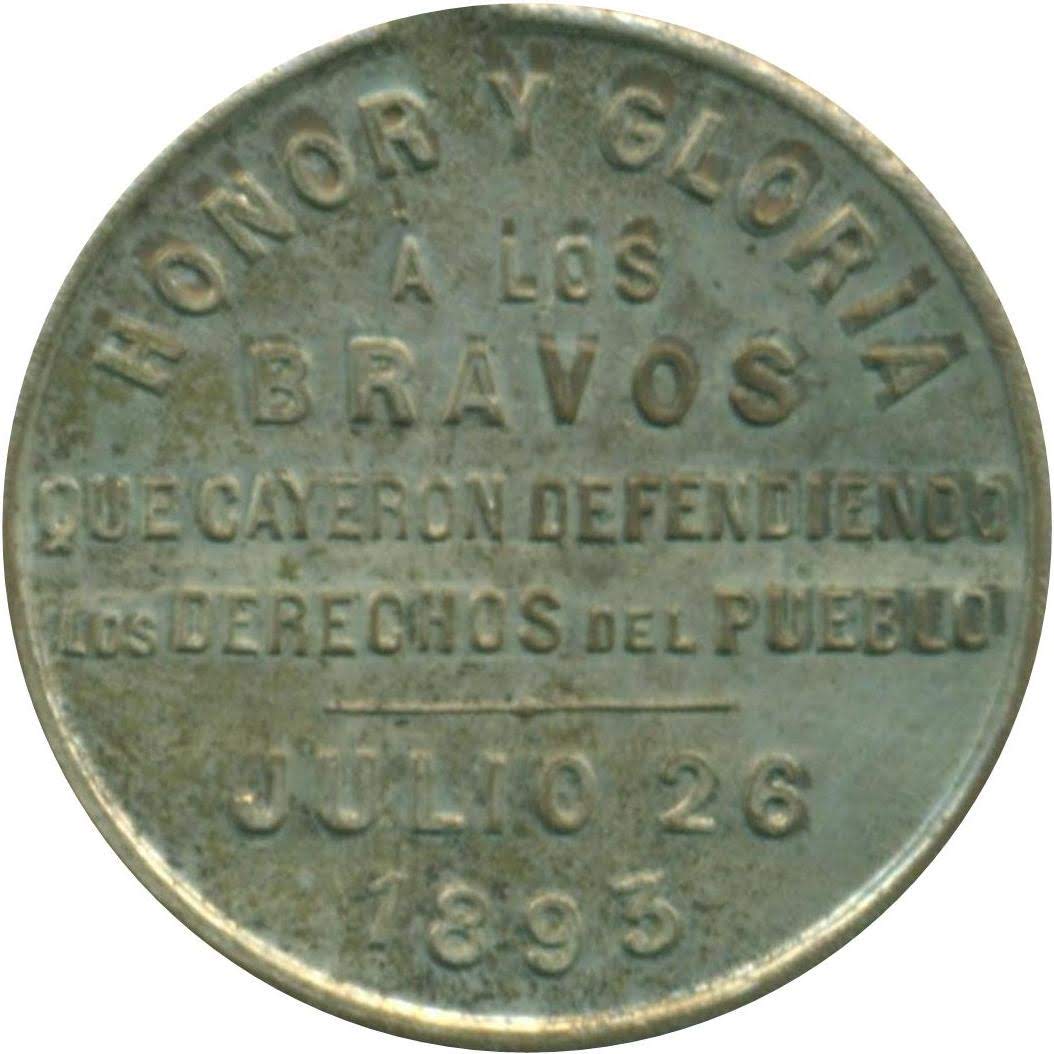 HONOR Y GLORIA
A LOS
BRAVOS
QUE CAYERON DEFENDIENDO
LOS DERECHOS DEL PUEBLO
JULIO 26
1893